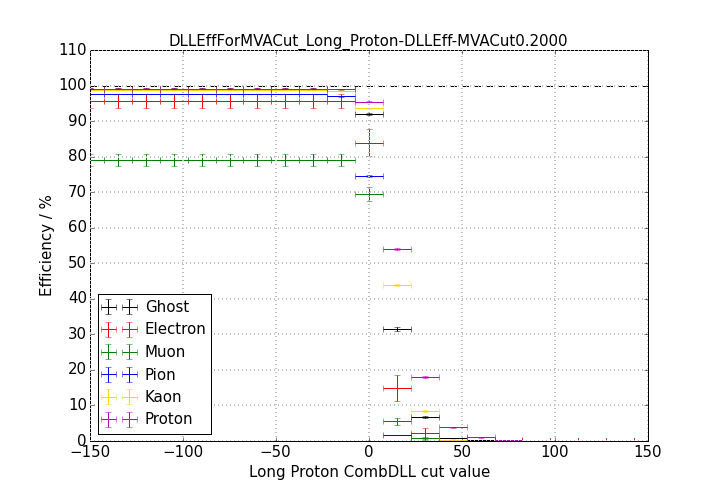 DLLEffForMVACut_Long_Proton-DLLEff-MVACut0.2000
110
100
90
80
70
60
50
40
30
20
10
0
Efficiency / %
Ghost
Electron
Muon
Pion
Kaon
Proton
−150 −100 −50 0 50 100 150
Long Proton CombDLL cut value